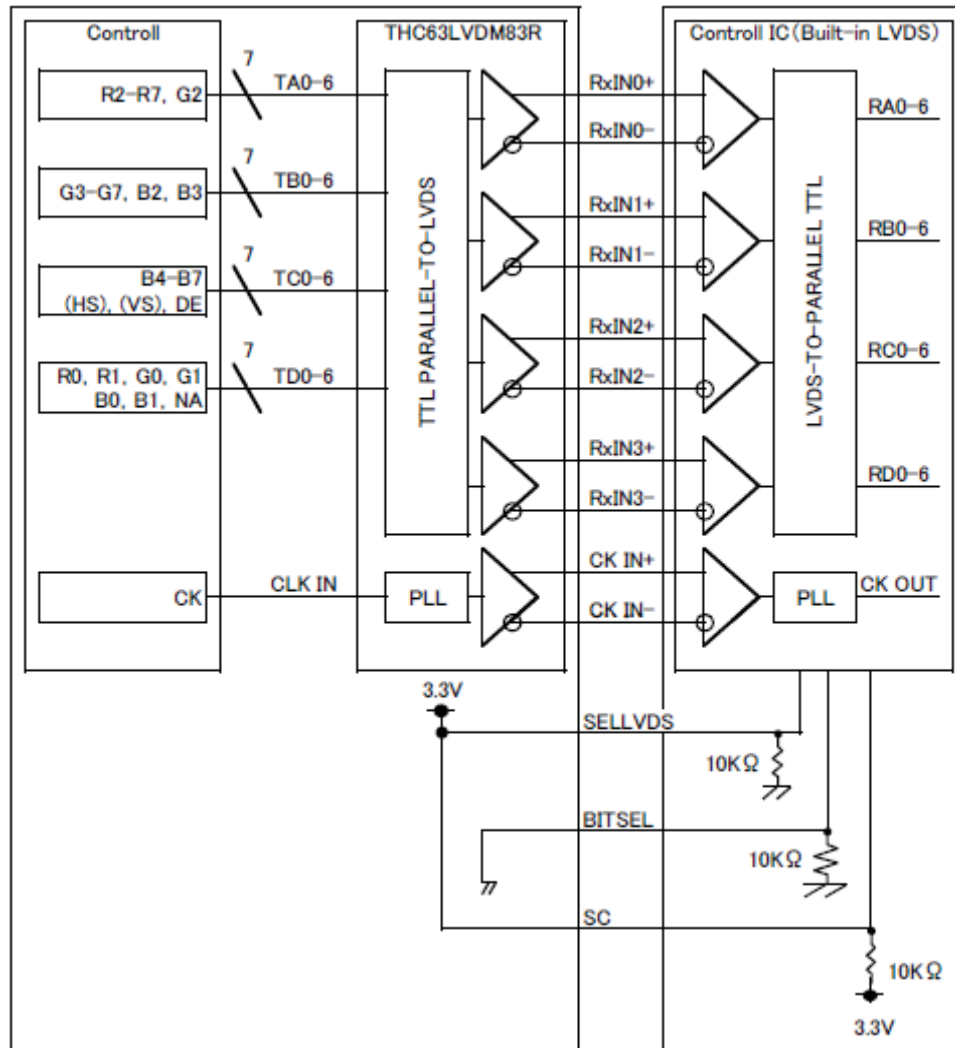 Controll
THC63LVDM83R
Controll IC(Built-in LVDS)
R2-R7, G2
7
TA0-6
RxIN0+
RxIN0-
RA0-6
G3-G7, B2, B3
7
TB0-6
RxIN1+
RxIN1-
RB0-6
B4-B7
(HS), (VS), DE
7
TC0-6
RxIN2+
RxIN2-
RC0-6
R0, R1, G0, G1
B0, B1, NA
7
TD0-6
RxIN3+
RxIN3-
RD0-6
TTL PARALLEL-TO-LVDS
LVDS-TO-PARALLEL TTL
CK
CLK IN
PLL
CK IN+
CK IN-
PLL
CK OUT
3.3V
SELLVDS
10KΩ
BITSEL
10KΩ
SC
10KΩ
3.3V